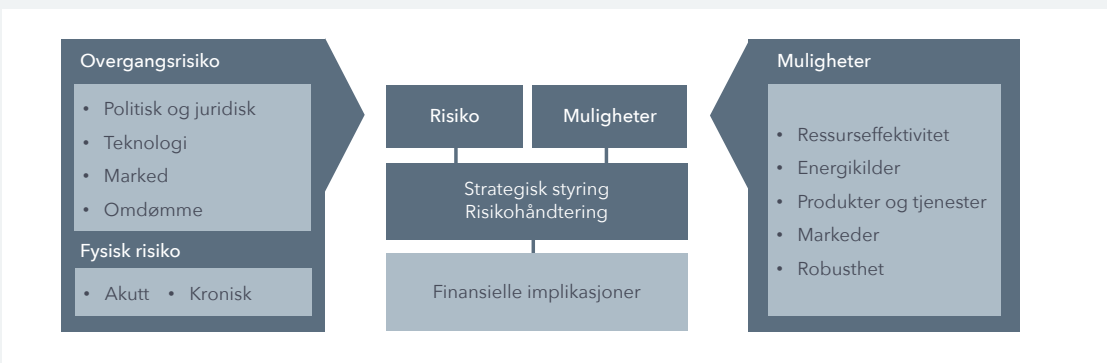 Overgangsrisiko
• Politisk og juridisk
• Teknologi
• Marked
• Omdømme
Fysisk risiko
• Akutt • Kronisk
Risiko
Muligheter
Strategisk styring
Risikohåndtering
Finansielle implikasjoner
Muligheter
• Ressurseffektivitet
• Energikilder
• Produkter og tjenester
• Markeder
• Robusthet